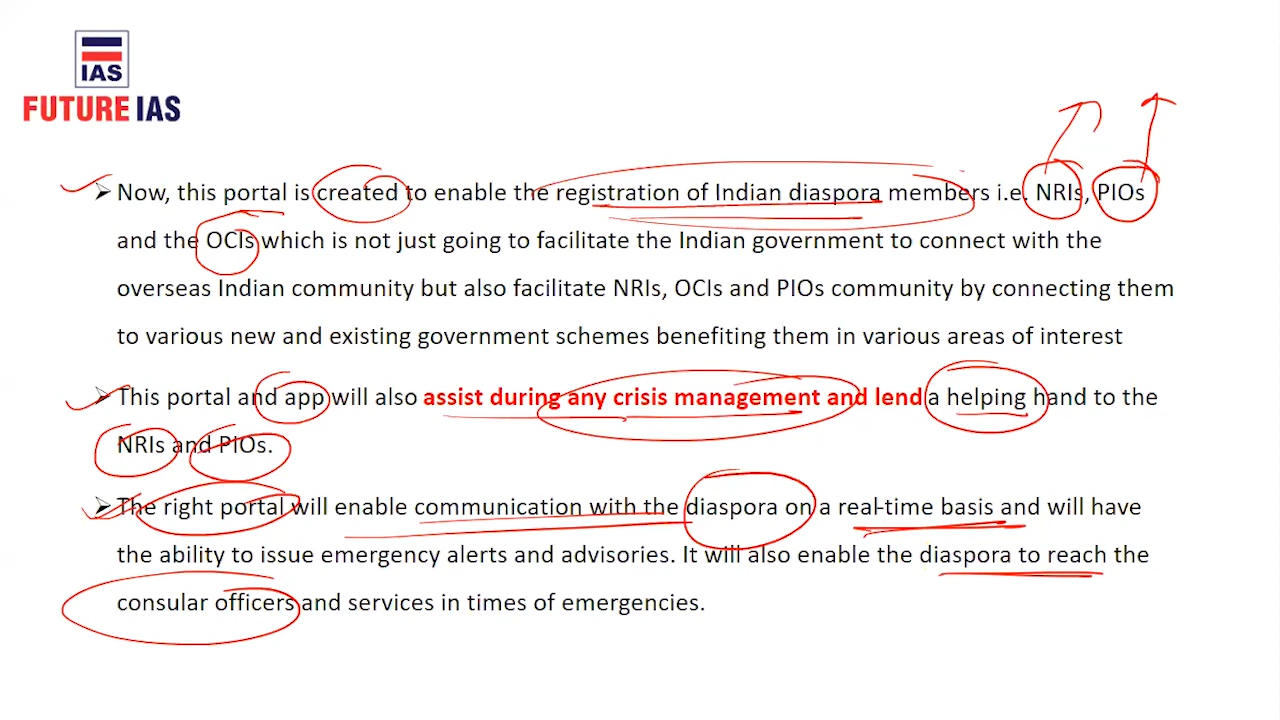 IAS
FUTURE IAS
➢ Now, this portal is created to enable the registration of Indian diaspora members i.e. NRIs, PIOs
and the OCIs which is not just going to facilitate the Indian government to connect with the
overseas Indian community but also facilitate NRIs, OCIs and PIOs community by connecting them
to various new and existing government schemes benefiting them in various areas of interest
➢ This portal and app will also assist during any crisis management and lend a helping hand to the
NRIs and PIOs.
➢ The right portal will enable communication with the diaspora on a real-time basis and will have
the ability to issue emergency alerts and advisories. It will also enable the diaspora to reach the
consular officers and services in times of emergencies.